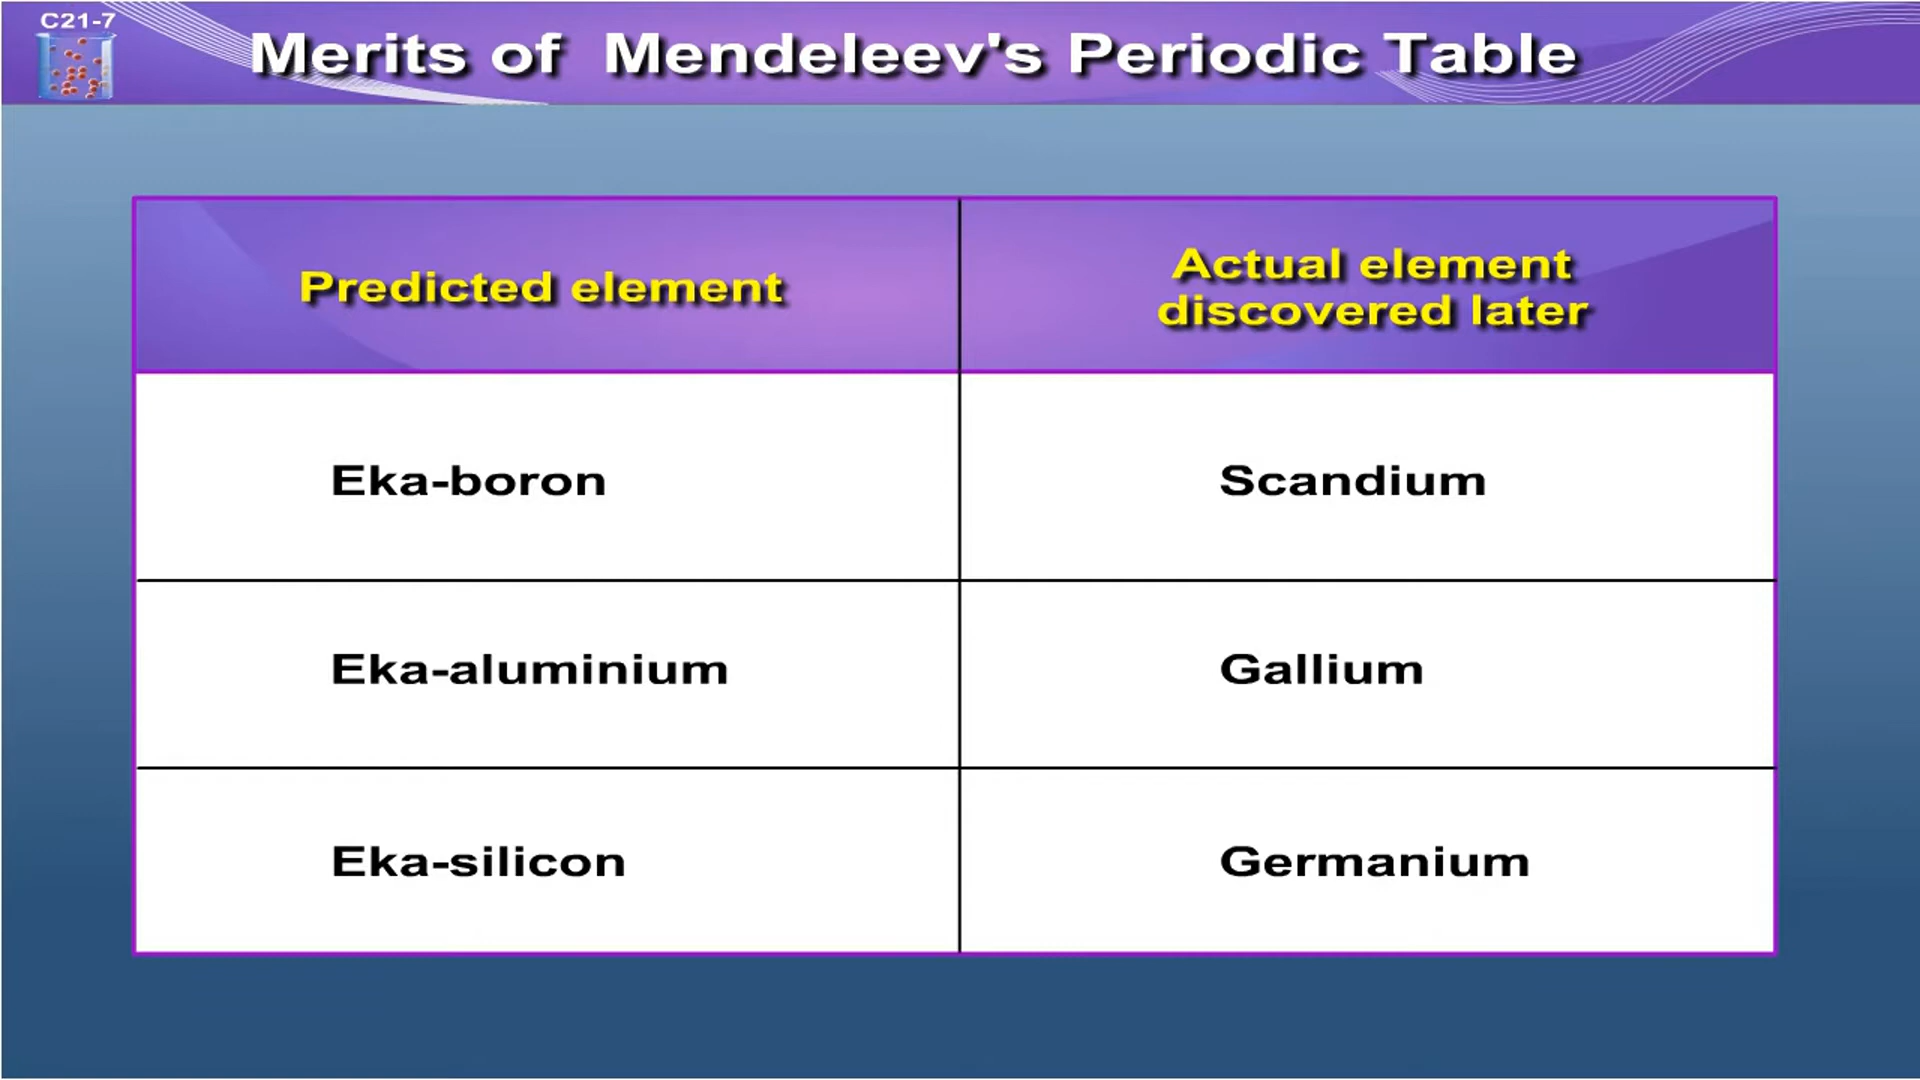 C21-7
Merits of Mendeleev's Periodic Table
Predicted element
Actual element
discovered later
Eka-boron
Scandium
Eka-aluminium
Gallium
Eka-silicon
Germanium